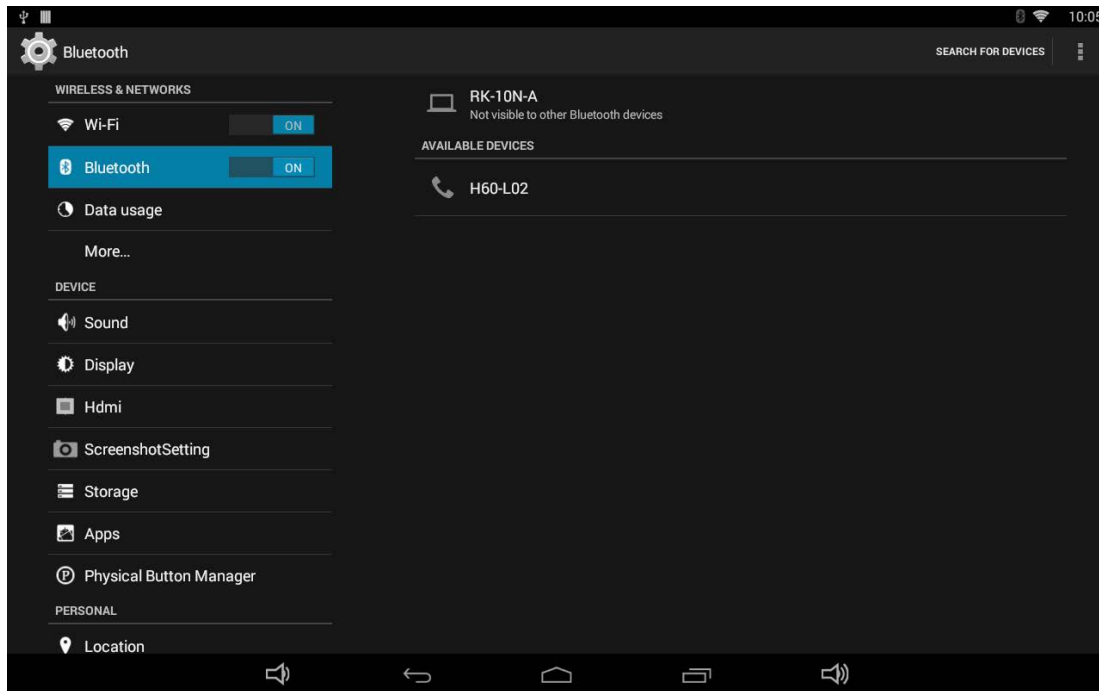 10:05
Bluetooth
SEARCH FOR DEVICES
WIRELESS & NETWORKS
Wi-Fi
ON
Bluetooth
ON
Data usage
More...
DEVICE
Sound
Display
Hdmi
ScreenshotSetting
Storage
Apps
Physical Button Manager
PERSONAL
Location
RK-10N-A
Not visible to other Bluetooth devices
AVAILABLE DEVICES
H60-L02